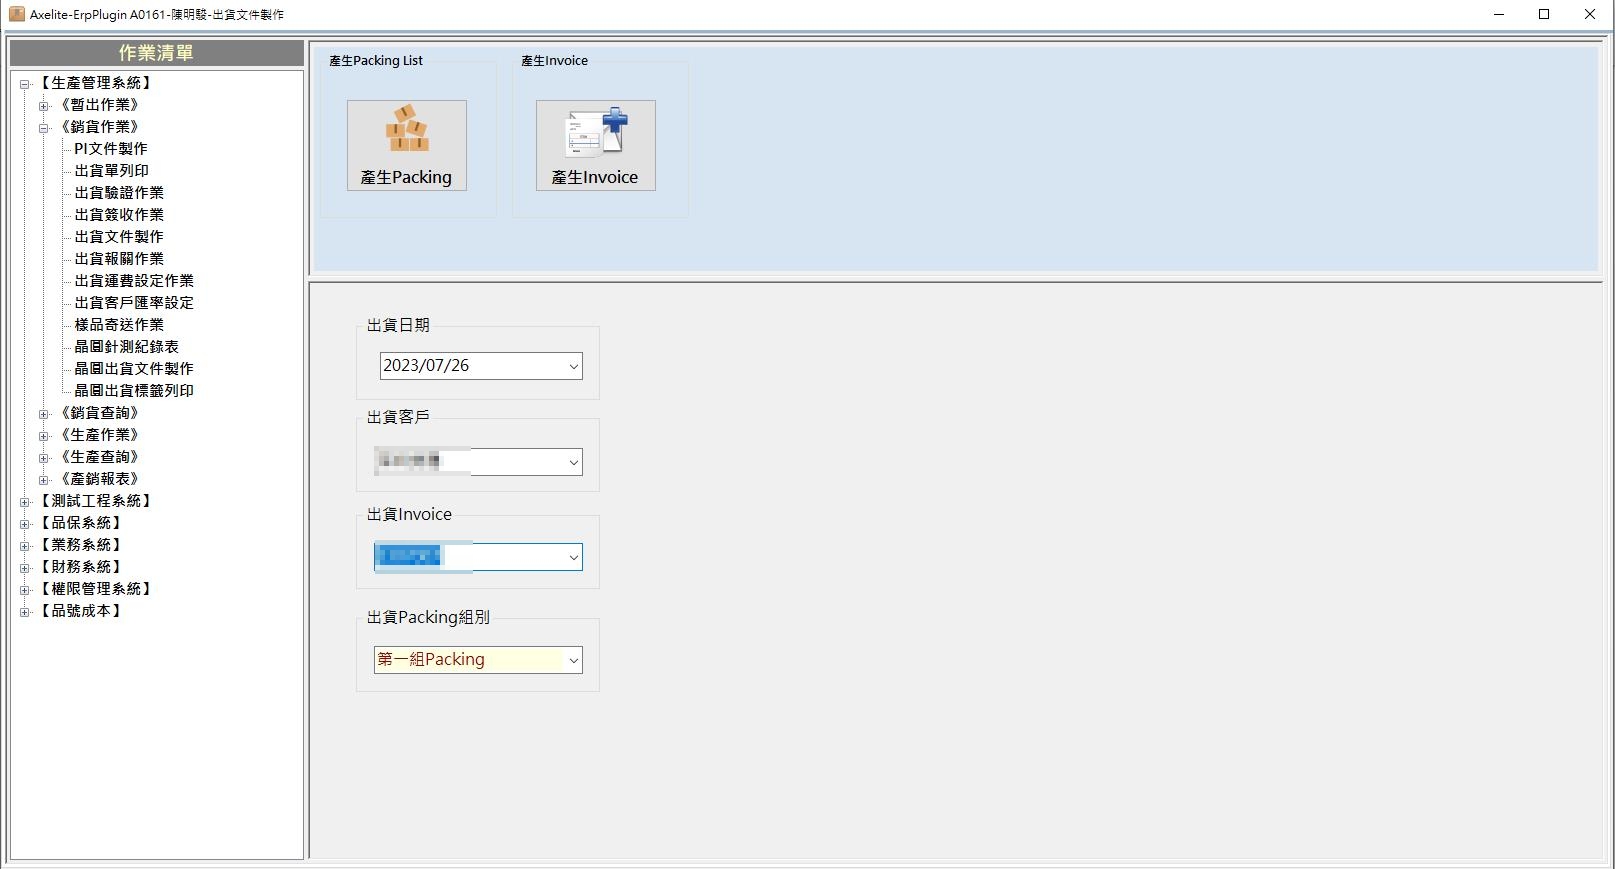 Axelite-ErpPlugin A0161-陳明駿-出貨文件製作
作業清單
【生產管理系統】
《暫出作業》
《銷貨作業》
PI文件製作
出貨單列印
出貨驗證作業
出貨簽收作業
出貨文件製作
出貨報關作業
出貨運費設定作業
出貨客戶匯率設定
樣品寄送作業
晶圓針測紀錄表
晶圓出貨文件製作
晶圓出貨標籤列印
《銷貨查詢》
《生產作業》
《生產查詢》
《產銷報表》
【測試工程系統】
【品保系統】
【業務系統】
【財務系統】
【權限管理系統】
【品號成本】
產生Packing List
產生Packing
產生Invoice
產生Invoice
出貨日期
2023/07/26
出貨客戶
出貨Invoice
出貨Packing組別
第一組Packing